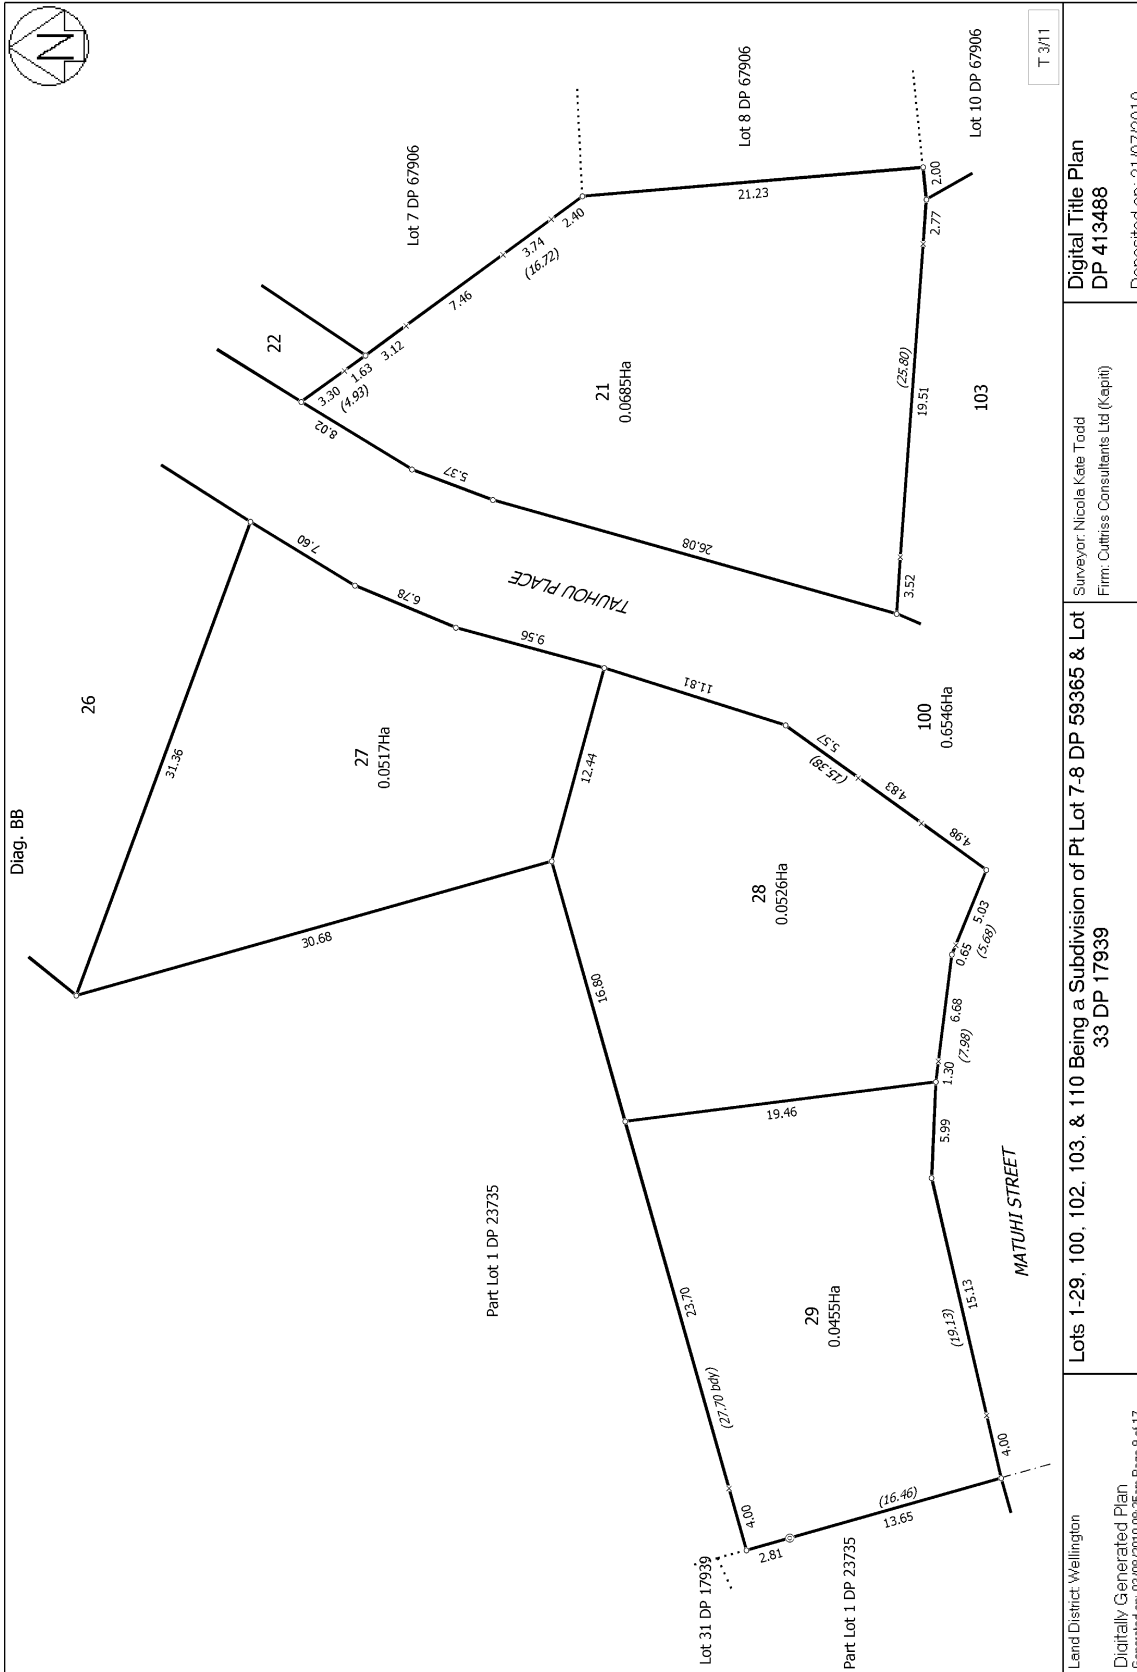 Diag. BB
N
T 3/11
Lot 7 DP 67906
Lot 8 DP 67906
Lot 10 DP 67906
22
26
3.30
1.63
(4.93)
3.12
7.46
3.74
(16.72)
2.40
21.23
2.00
2.77
(25.80)
19.51
3.52
8.02
5.37
26.08
21
0.0685Ha
103
TAUHOU PLACE
7.60
6.78
9.56
31.36
27
0.0517Ha
30.68
12.44
11.81
5.57
(15.38)
4.83
4.98
100
0.6546Ha
28
0.0526Ha
16.80
5.03
0.65
(5.68)
6.68
(7.98)
1.30
19.46
5.99
MATUHI STREET
Part Lot 1 DP 23735
23.70
(27.70 bdy)
4.00
29
0.0455Ha
15.13
(19.13)
4.00
(16.46)
13.65
2.81
Lot 31 DP 17939
Part Lot 1 DP 23735
Land District: Wellington
Digitally Generated Plan
Lots 1-29, 100, 102, 103, & 110 Being a Subdivision of Pt Lot 7-8 DP 59365 & Lot
33 DP 17939
Surveyor: Nicola Kate Todd
Firm: Cuttriss Consultants Ltd (Kapiti)
Digital Title Plan
DP 413488
Deposited on: 21/07/2010